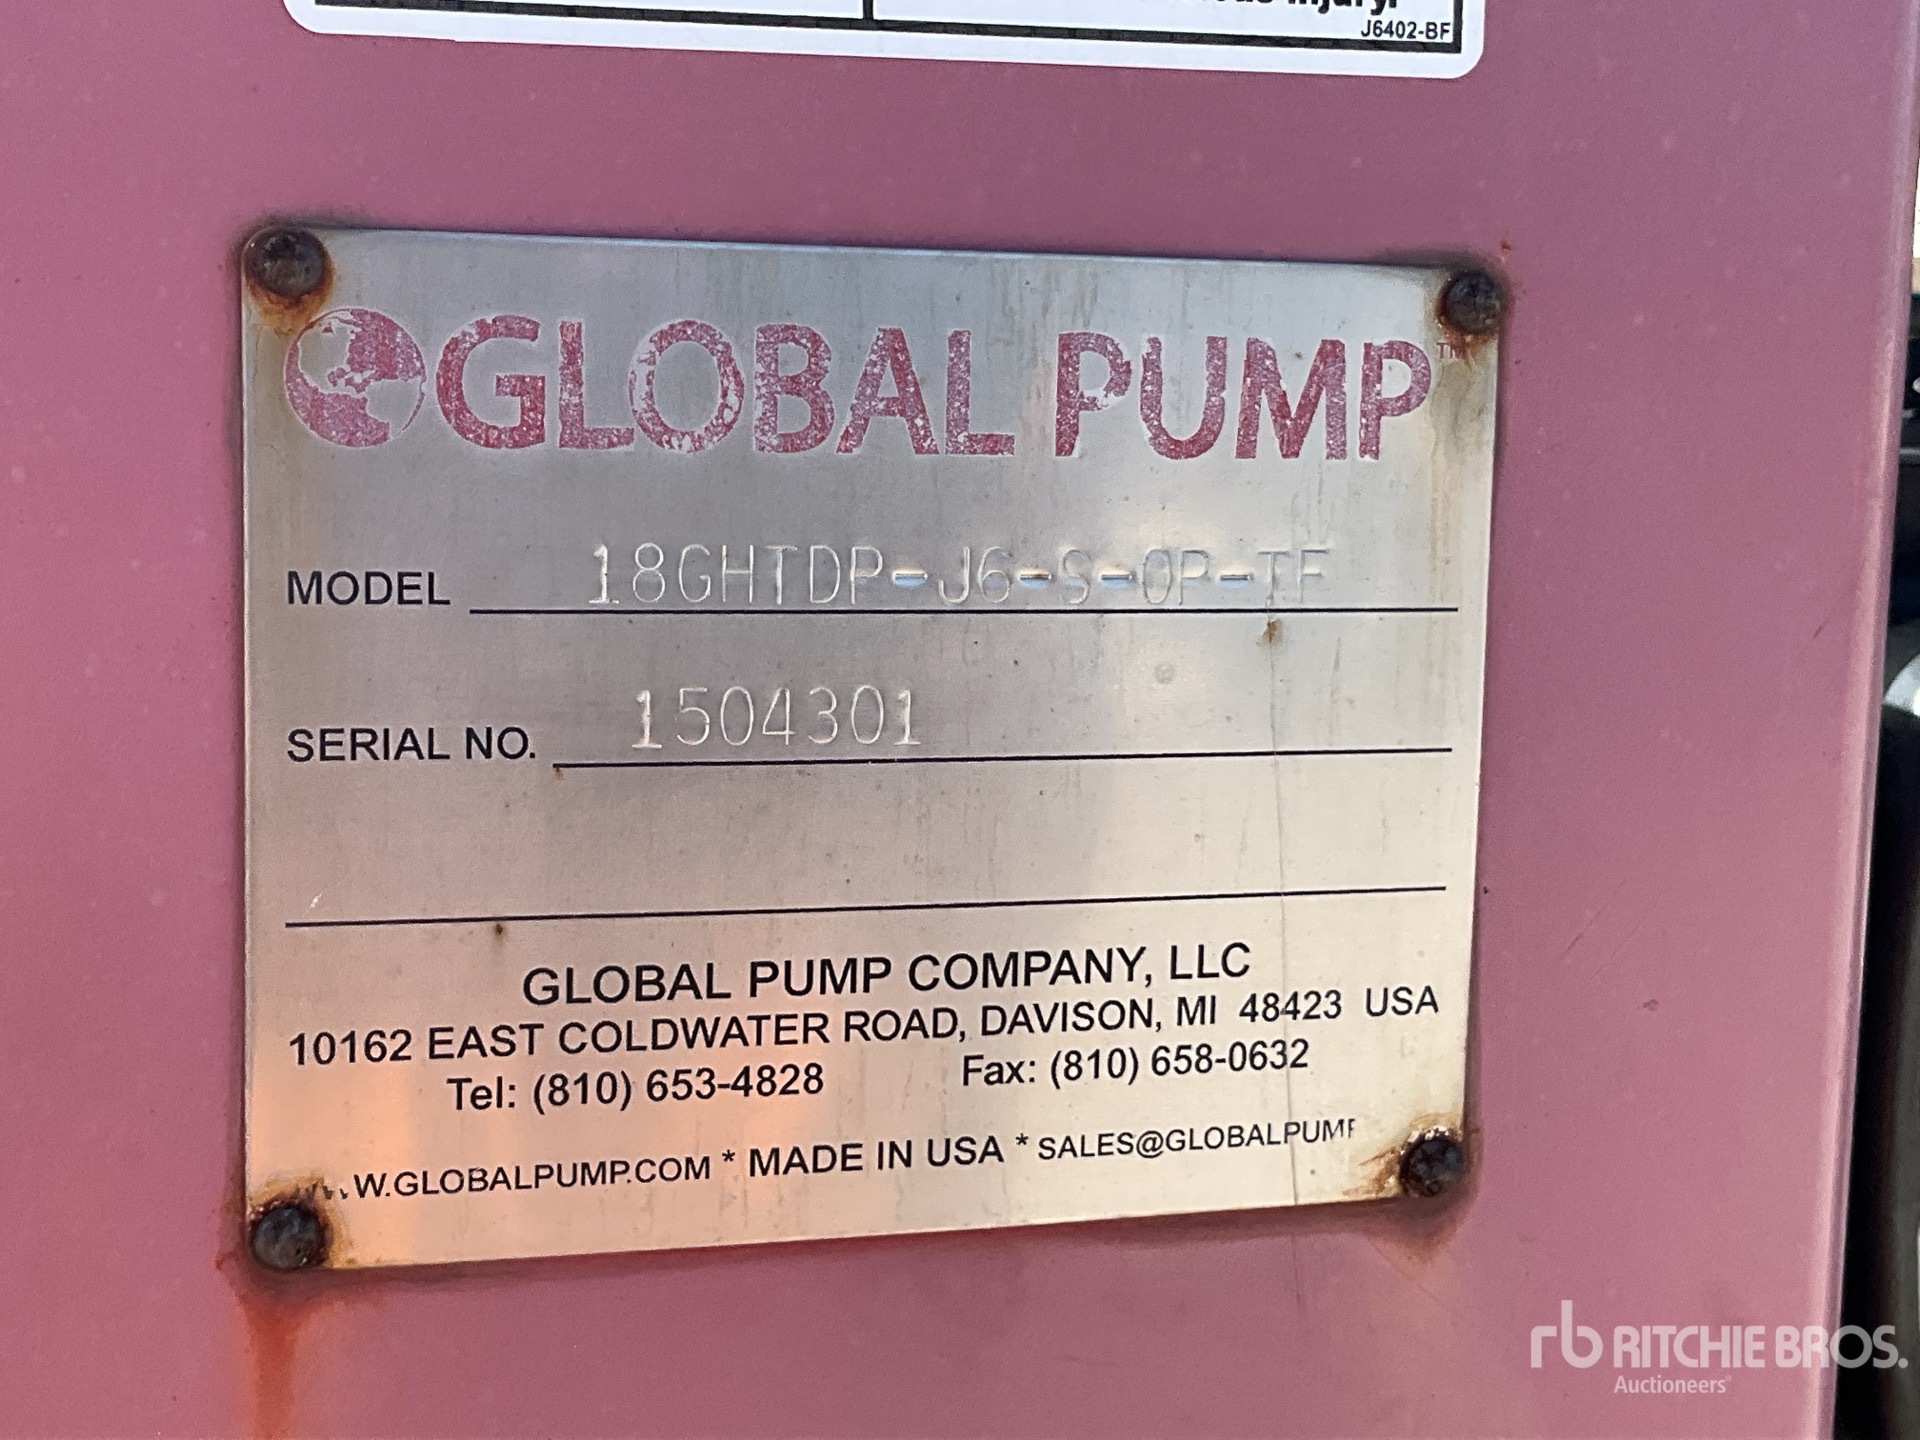 injury.
J6402-BF
GLOBAL PUMP™
MODEL 18GHTDP-J6-S-OP-TF
SERIAL NO. 1504301
GLOBAL PUMP COMPANY, LLC
10162 EAST COLDWATER ROAD, DAVISON, MI 48423 USA
Tel: (810) 653-4828 Fax: (810) 658-0632
W.GLOBALPUMP.COM * MADE IN USA * SALES@GLOBALPUMP
rb RITCHIE BROS.
Auctioneers